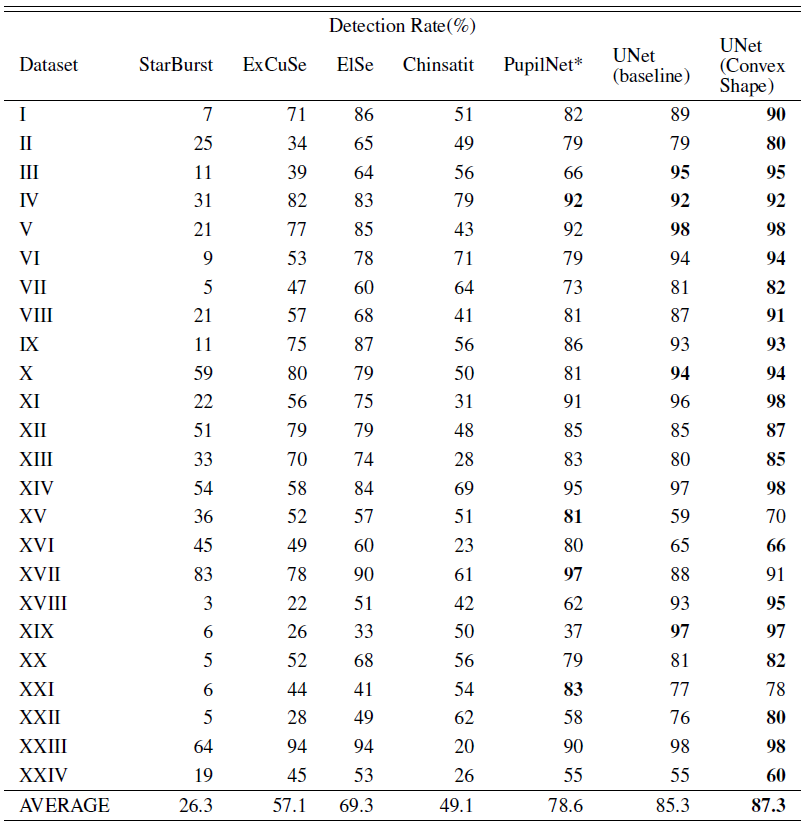 Detection Rate(%)
Dataset StarBurst ExCuSe ElSe Chinsatit PupilNet* UNet (baseline) UNet (Convex Shape)
I 7 71 86 51 82 89 90
II 25 34 65 49 79 79 80
III 11 39 64 56 66 95 95
IV 31 82 83 79 92 92 92
V 21 77 85 43 92 98 98
VI 9 53 78 71 79 94 94
VII 5 47 60 64 73 81 82
VIII 21 57 68 41 81 87 91
IX 11 75 87 56 86 93 93
X 59 80 79 50 81 94 94
XI 22 56 75 31 91 96 98
XII 51 79 79 48 85 85 87
XIII 33 70 74 28 83 80 85
XIV 54 58 84 69 95 97 98
XV 36 52 57 51 81 59 70
XVI 45 49 60 23 80 65 66
XVII 83 78 90 61 97 88 91
XVIII 3 22 51 42 62 93 95
XIX 6 26 33 50 37 97 97
XX 5 52 68 56 79 81 82
XXI 6 44 41 54 83 77 78
XXII 5 28 49 62 58 76 80
XXIII 64 94 94 20 90 98 98
XXIV 19 45 53 26 55 55 60
AVERAGE 26.3 57.1 69.3 49.1 78.6 85.3 87.3